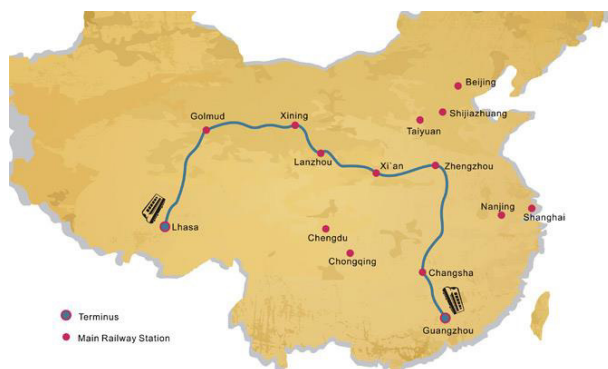 Beijing
Shijiazhuang
Taiyuan
Golmud
Xining
Lanzhou
Xi'an
Zhengzhou
Nanjing
Shanghai
Lhasa
Chengdu
Chongqing
Changsha
Guangzhou
Terminus
Main Railway Station